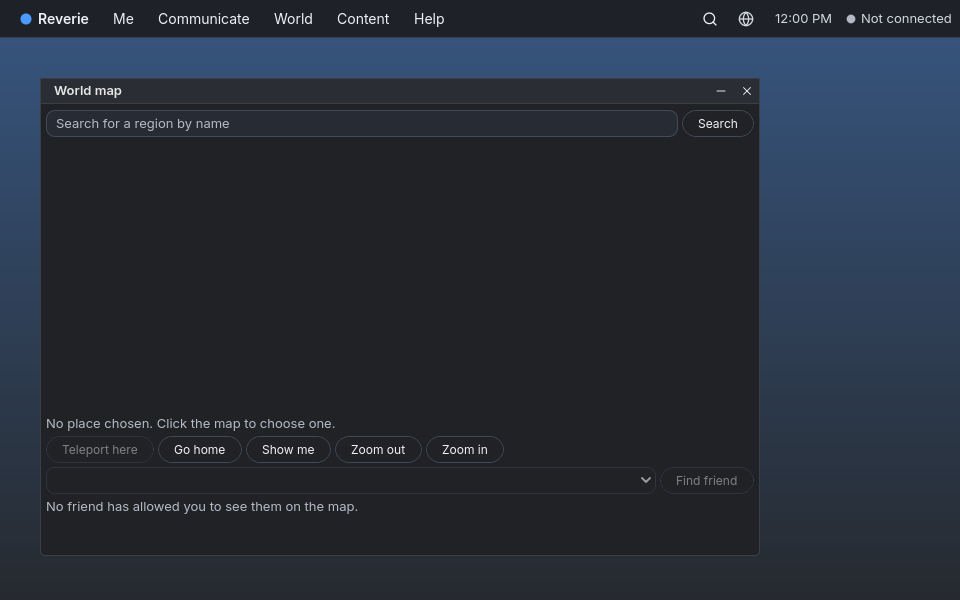 Reverie Me Communicate World Content Help 12:00 PM Not connected
World map
Search for a region by name Search
No place chosen. Click the map to choose one.
Teleport here Go home Show me Zoom out Zoom in
Find friend
No friend has allowed you to see them on the map.